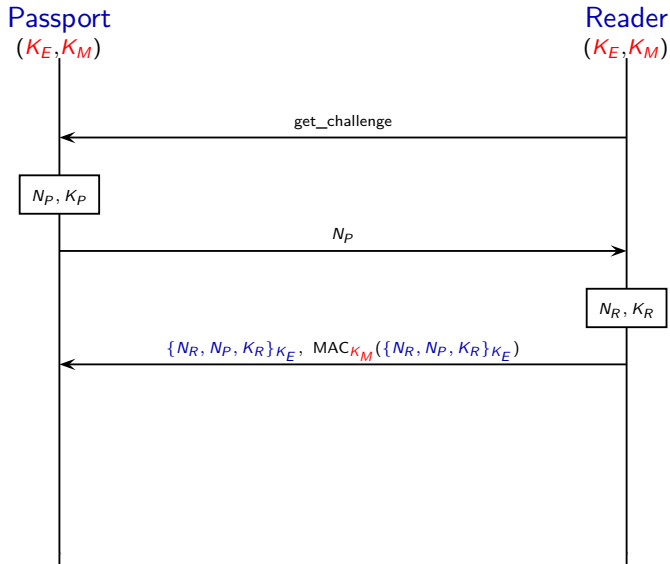 Passport Reader
(K_E, K_M) (K_E, K_M)
get_challenge
N_P, K_P
N_P
N_R, K_R
{N_R, N_P, K_R}_{K_E}, MAC_{K_M}({N_R, N_P, K_R}_{K_E})